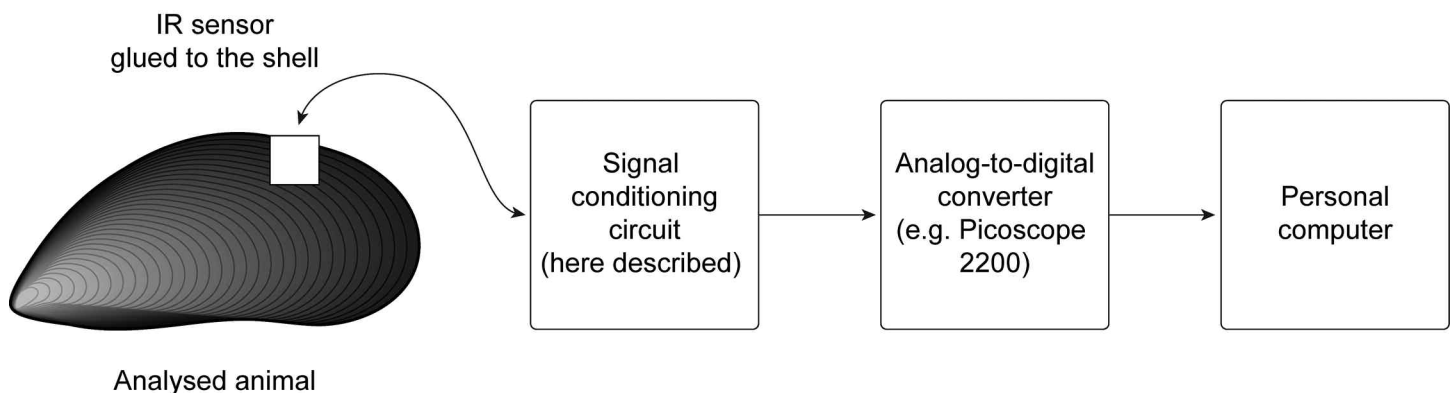 IR sensor
glued to the shell
Analysed animal
Signal
conditioning
circuit
(here described)
Analog-to-digital
converter
(e.g. Picoscope
2200)
Personal
computer